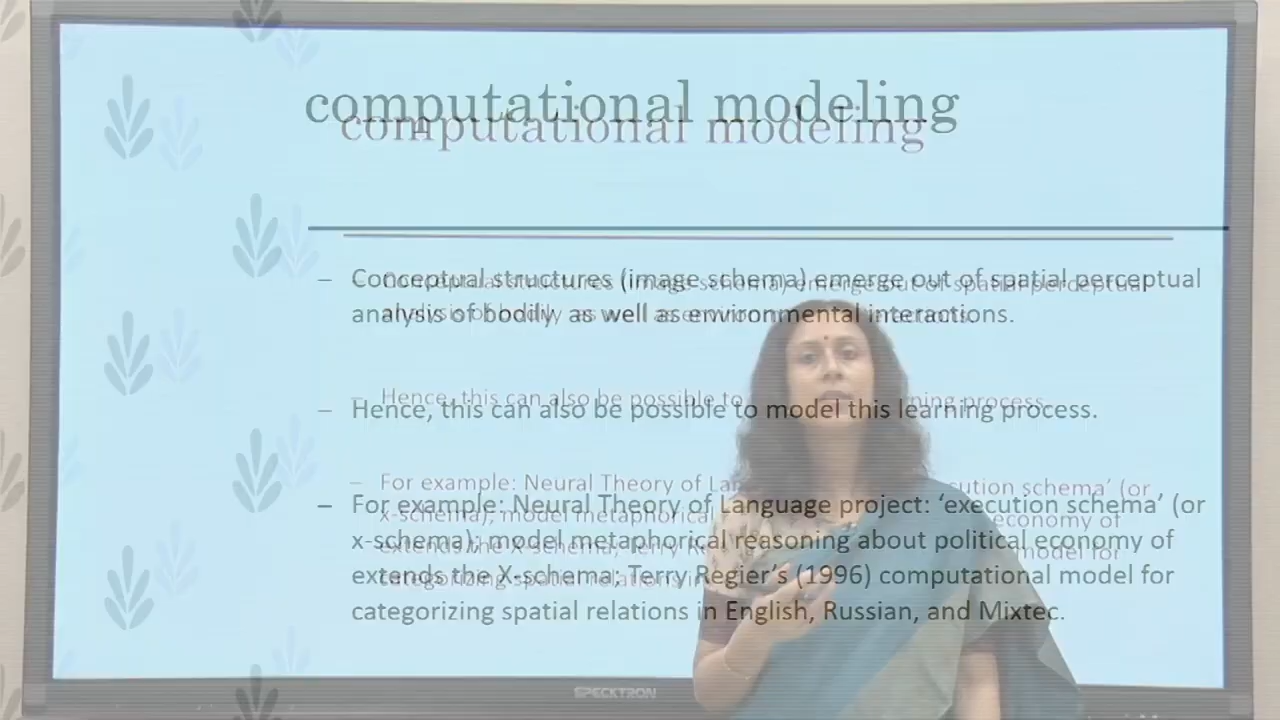 computational modeling
computational modeling
– Conceptual structures (image schema) emerge out of spatial perceptual
analysis of bodily as well as environmental interactions.
– Hence, this can also be possible to model this learning process.
– For example: Neural Theory of Language project: ‘execution schema’ (or
x-schema); model metaphorical reasoning about political economy of
extends the X-schema; Terry Regier’s (1996) computational model for
categorizing spatial relations in English, Russian, and Mixtec.
SPECKTRON